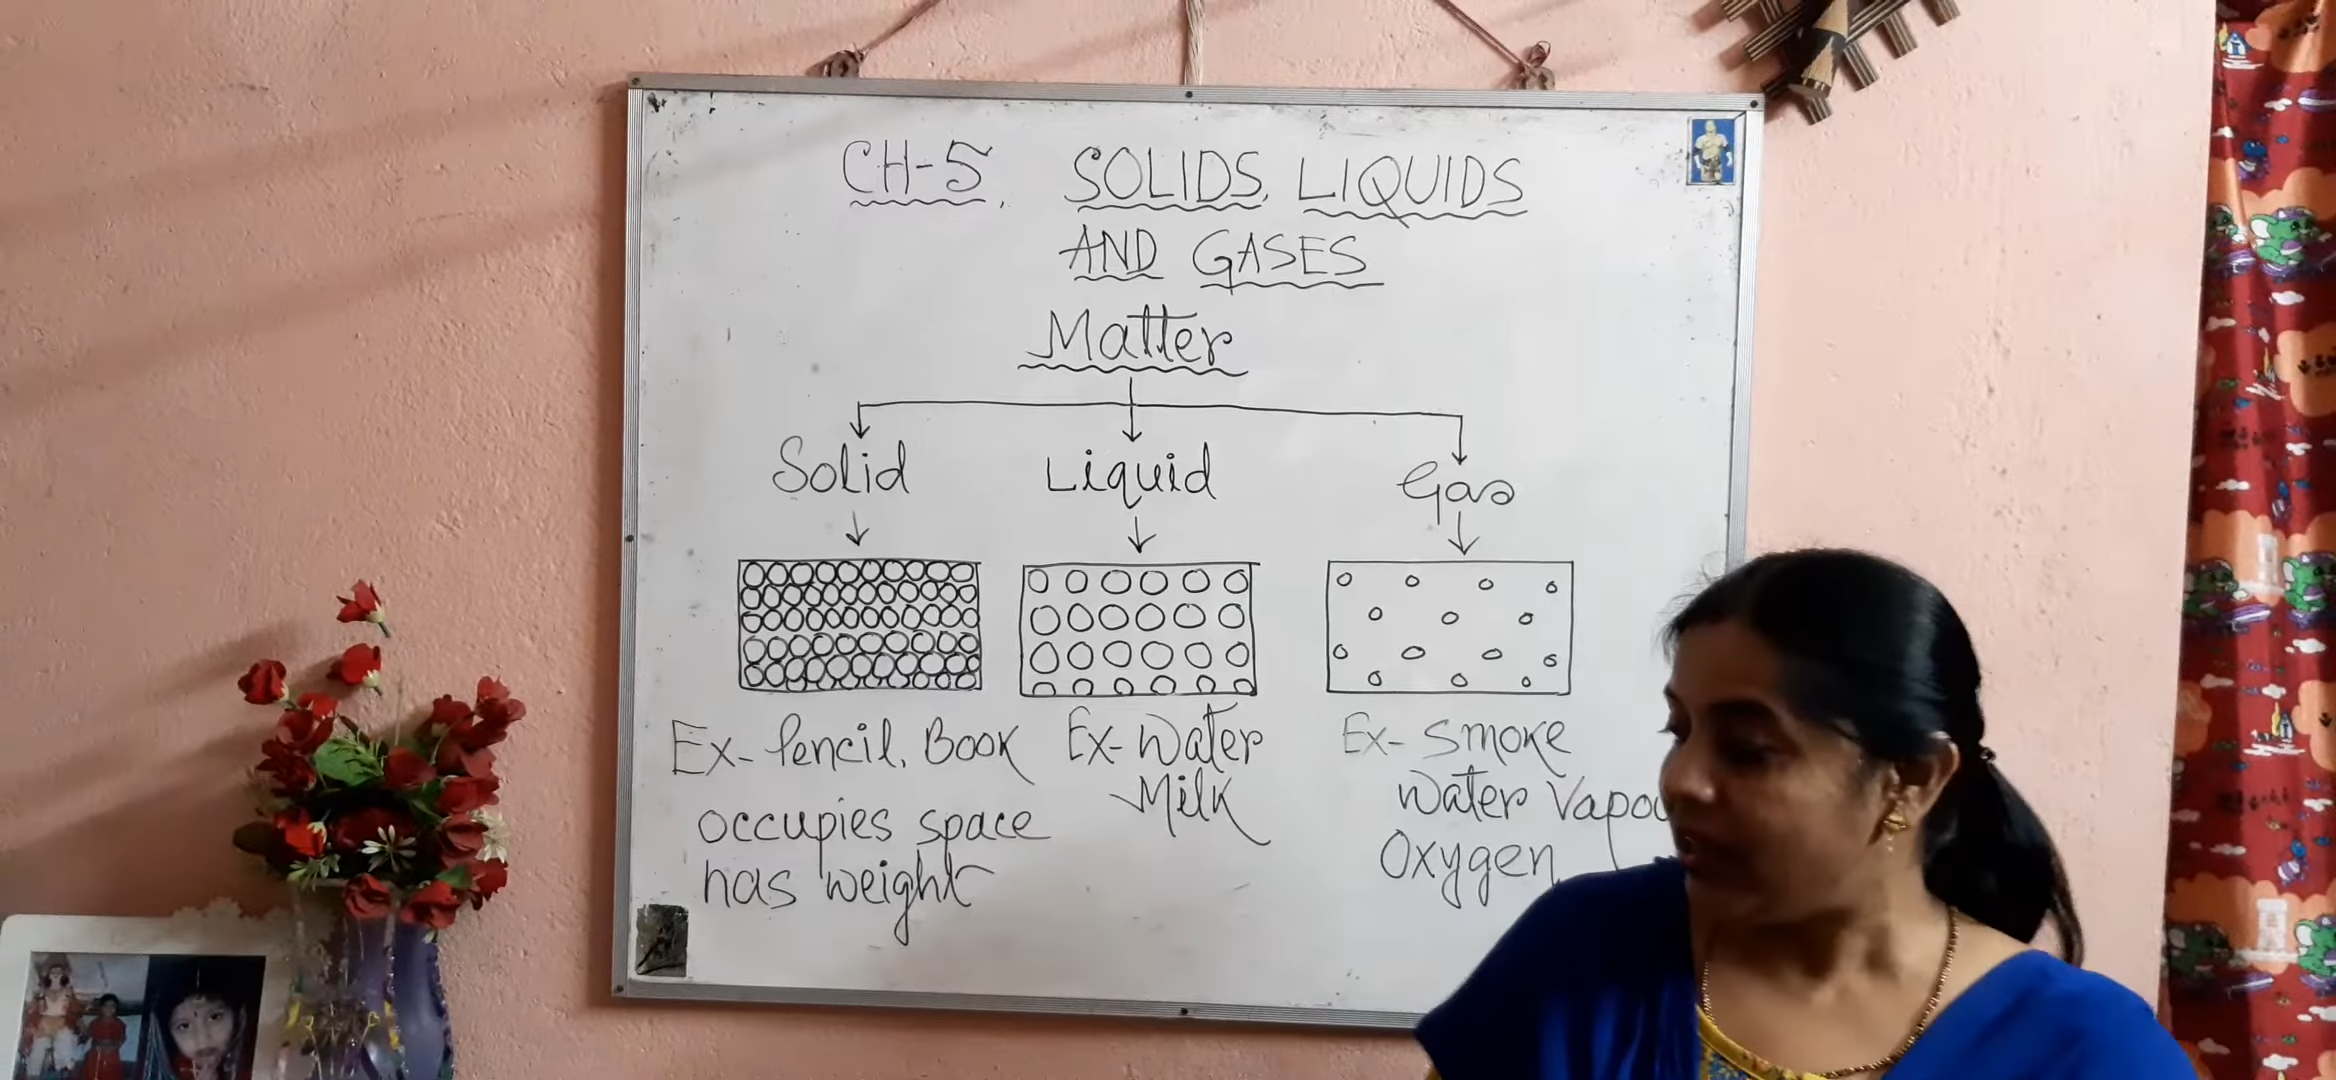 CH-5. SOLIDS, LIQUIDS
AND GASES
Matter
Solid Liquid Gas
Ex- Pencil, Book
occupies space
has weight
Ex- Water
Milk
Ex- Smoke
Water
Oxygen